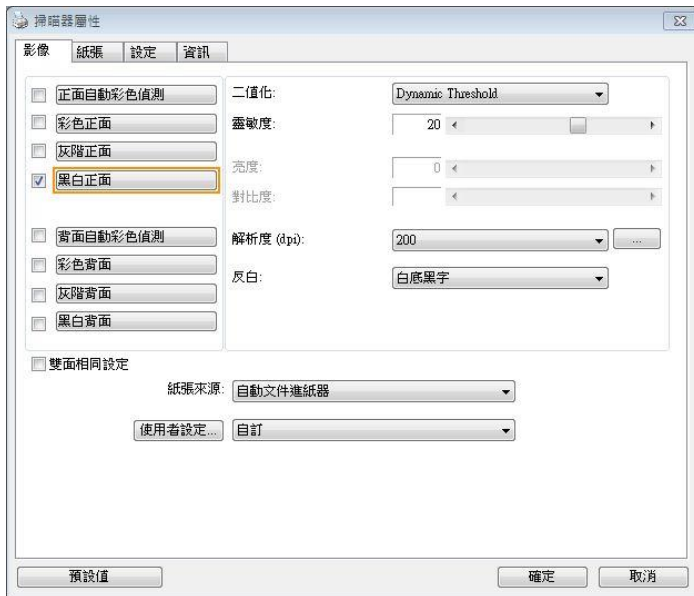 掃瞄器屬性
影像 紙張 設定 資訊
正面自動彩色偵測
彩色正面
灰階正面
黑白正面
背面自動彩色偵測
彩色背面
灰階背面
黑白背面
二值化: Dynamic Threshold
靈敏度: 20
亮度: 0
對比度:
解析度 (dpi): 200 ...
反白: 白底黑字
雙面相同設定
紙張來源: 自動文件進紙器
使用者設定... 自訂
預設值 確定 取消